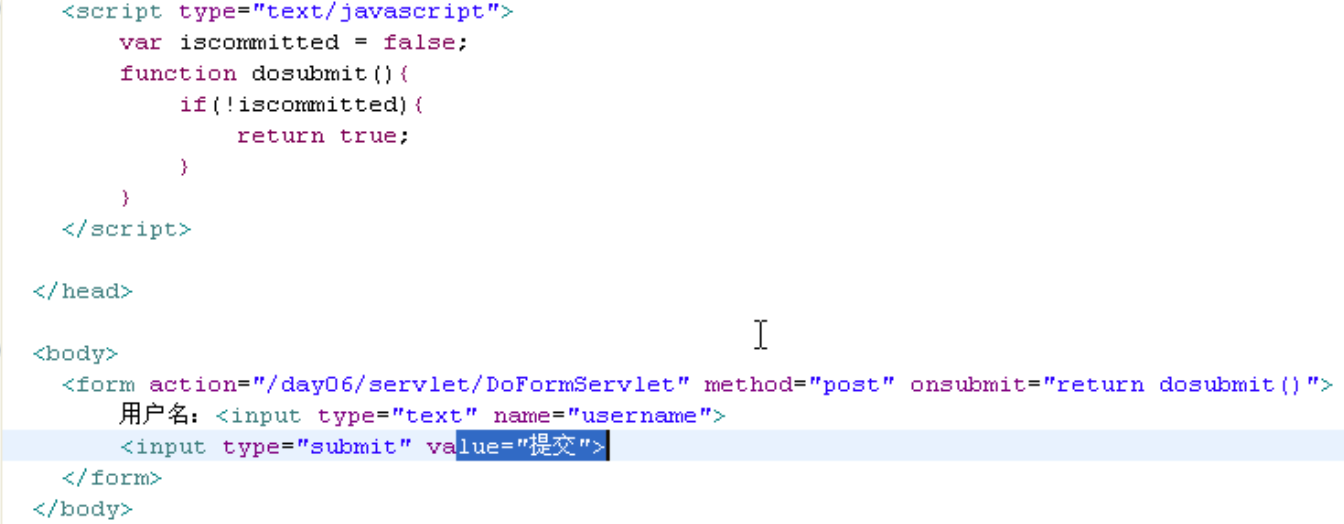 <script type="text/javascript">
var iscommitted = false;
function dosubmit(){
if(!iscommitted){
return true;
}
}
</script>
</head>
<body>
<form action="/day06/servlet/DoFormServlet" method="post" onsubmit="return dosubmit()">
用户名：<input type="text" name="username">
<input type="submit" value="提交">
</form>
</body>